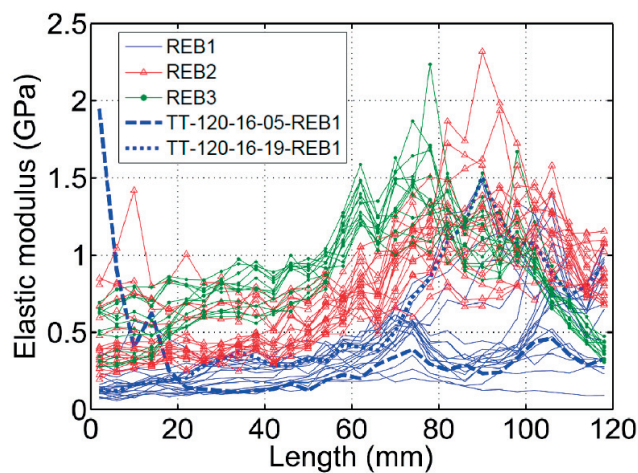 2.5
2
1.5
1
0.5
0
0
20
40
60
80
100
120
Elastic modulus (GPa)
Length (mm)
REB1
REB2
REB3
TT-120-16-05-REB1
TT-120-16-19-REB1